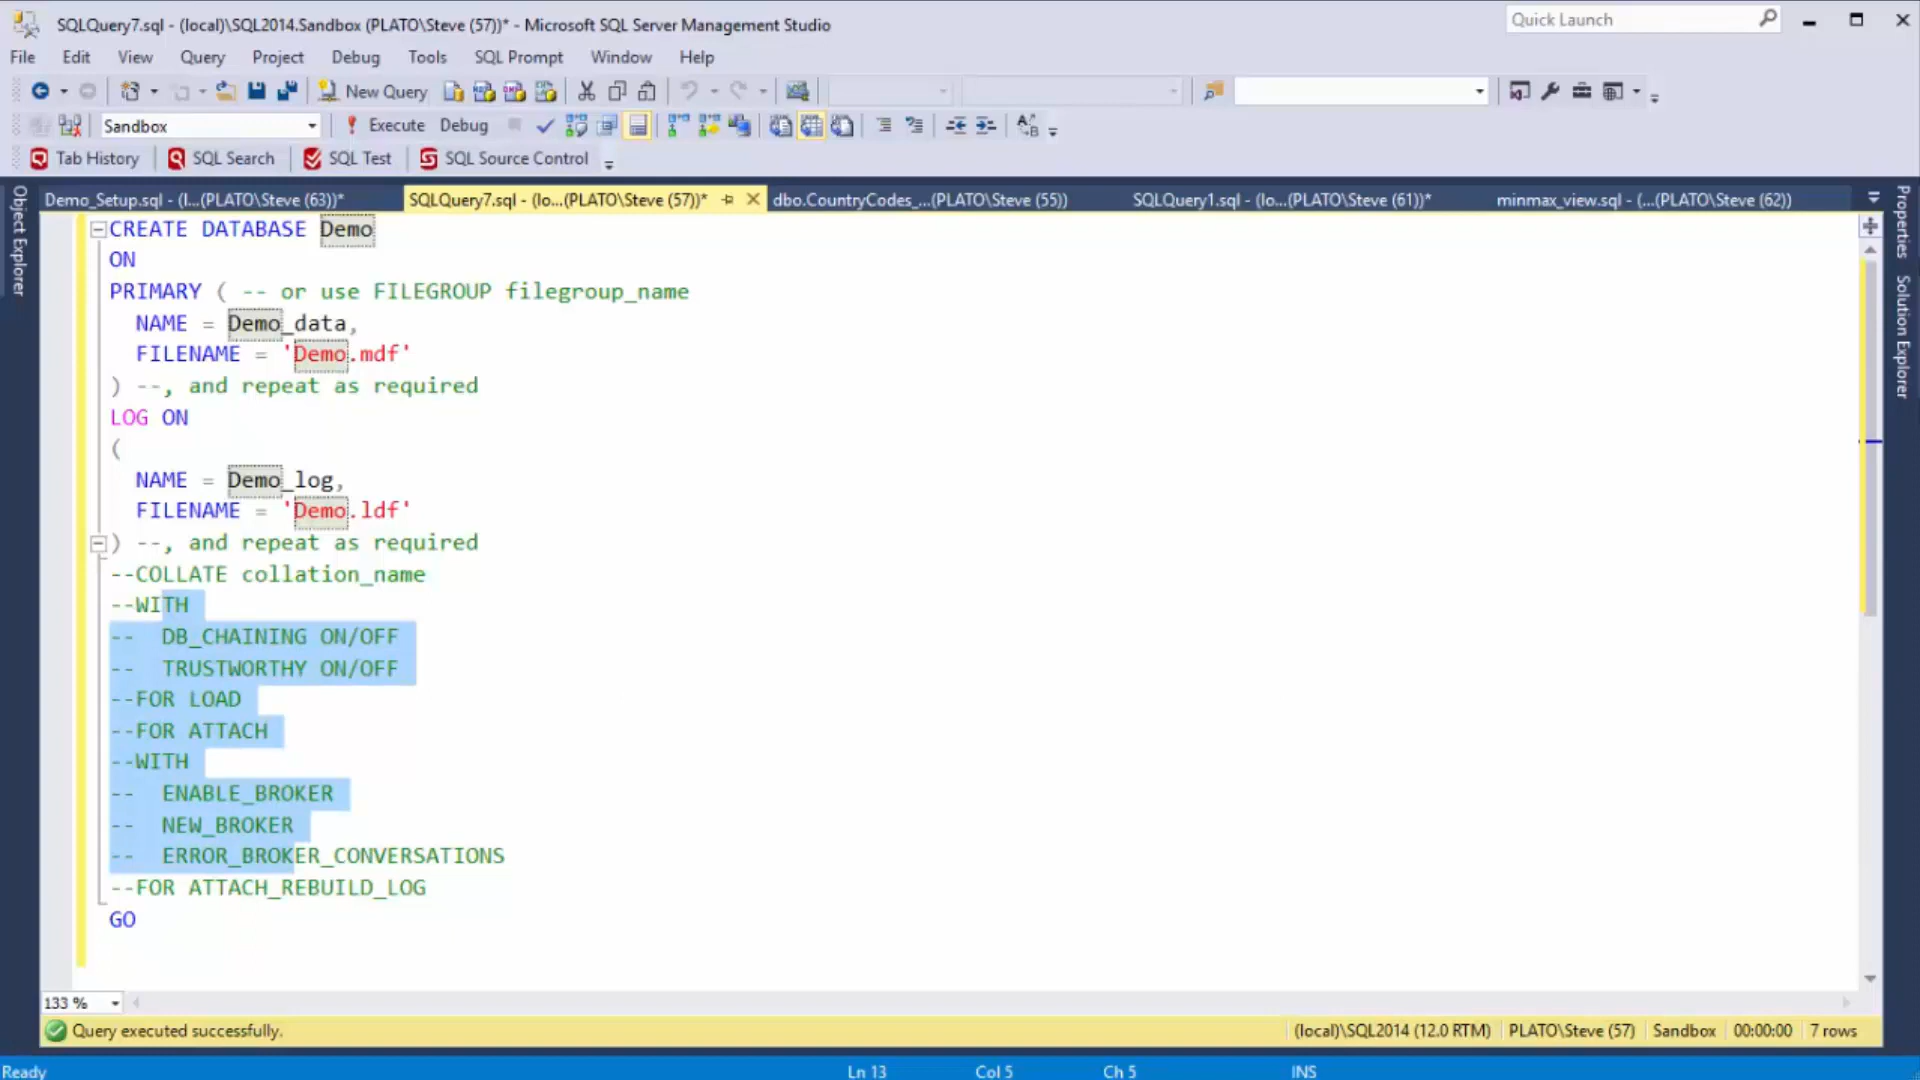 SQLQuery7.sql - (local)\SQL2014.Sandbox (PLATO\Steve (57))* - Microsoft SQL Server Management Studio
Quick Launch
File Edit View Query Project Debug Tools SQL Prompt Window Help
New Query
Sandbox
Execute Debug
Tab History SQL Search SQL Test SQL Source Control
Object Explorer
Demo_Setup.sql - (l...(PLATO\Steve (63))*
SQLQuery7.sql - (lo...(PLATO\Steve (57))*
dbo.CountryCodes_...(PLATO\Steve (55))
SQLQuery1.sql - (lo...(PLATO\Steve (61))*
minmax_view.sql - (...(PLATO\Steve (62))
Properties
Solution Explorer
CREATE DATABASE Demo
ON
PRIMARY ( -- or use FILEGROUP filegroup_name
NAME = Demo_data,
FILENAME = 'Demo.mdf'
) --, and repeat as required
LOG ON
(
NAME = Demo_log,
FILENAME = 'Demo.ldf'
) --, and repeat as required
--COLLATE collation_name
--WITH
-- DB_CHAINING ON/OFF
-- TRUSTWORTHY ON/OFF
--FOR LOAD
--FOR ATTACH
--WITH
-- ENABLE_BROKER
-- NEW_BROKER
-- ERROR_BROKER_CONVERSATIONS
--FOR ATTACH_REBUILD_LOG
GO
133 %
Query executed successfully.
(local)\SQL2014 (12.0 RTM) PLATO\Steve (57) Sandbox 00:00:00 7 rows
Ready Ln 13 Col 5 Ch 5 INS